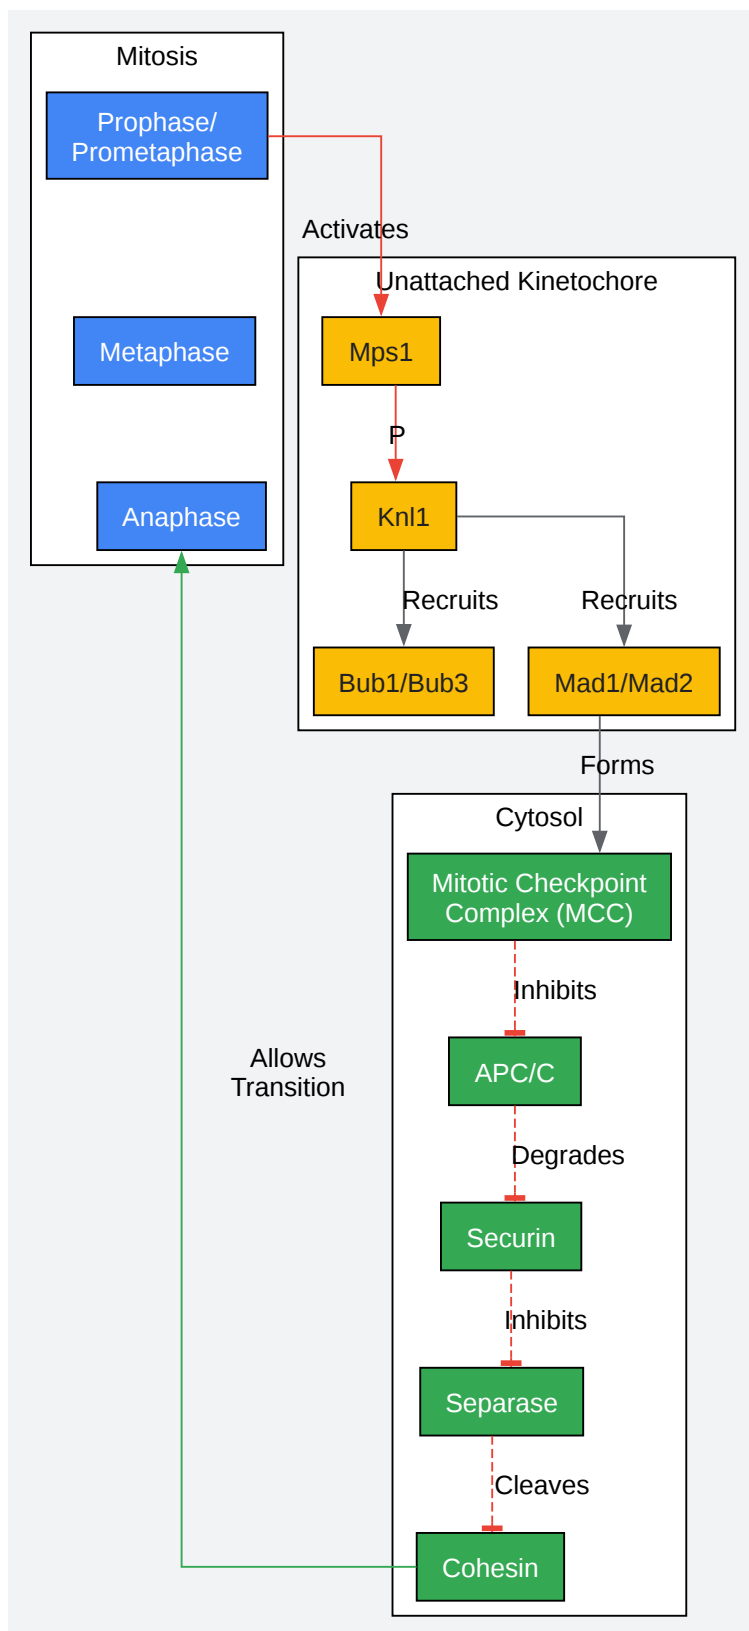 Mitosis
Prophase/
Prometaphase
Activates
Unattached Kinetochore
Mps1
Metaphase
P
Knl1
Anaphase
Recruits
Recruits
Bub1/Bub3
Mad1/Mad2
Forms
Cytosol
Mitotic Checkpoint
Complex (MCC)
Inhibits
Allows
Transition
APC/C
Degrades
Securin
Inhibits
Separase
Cleaves
Cohesin